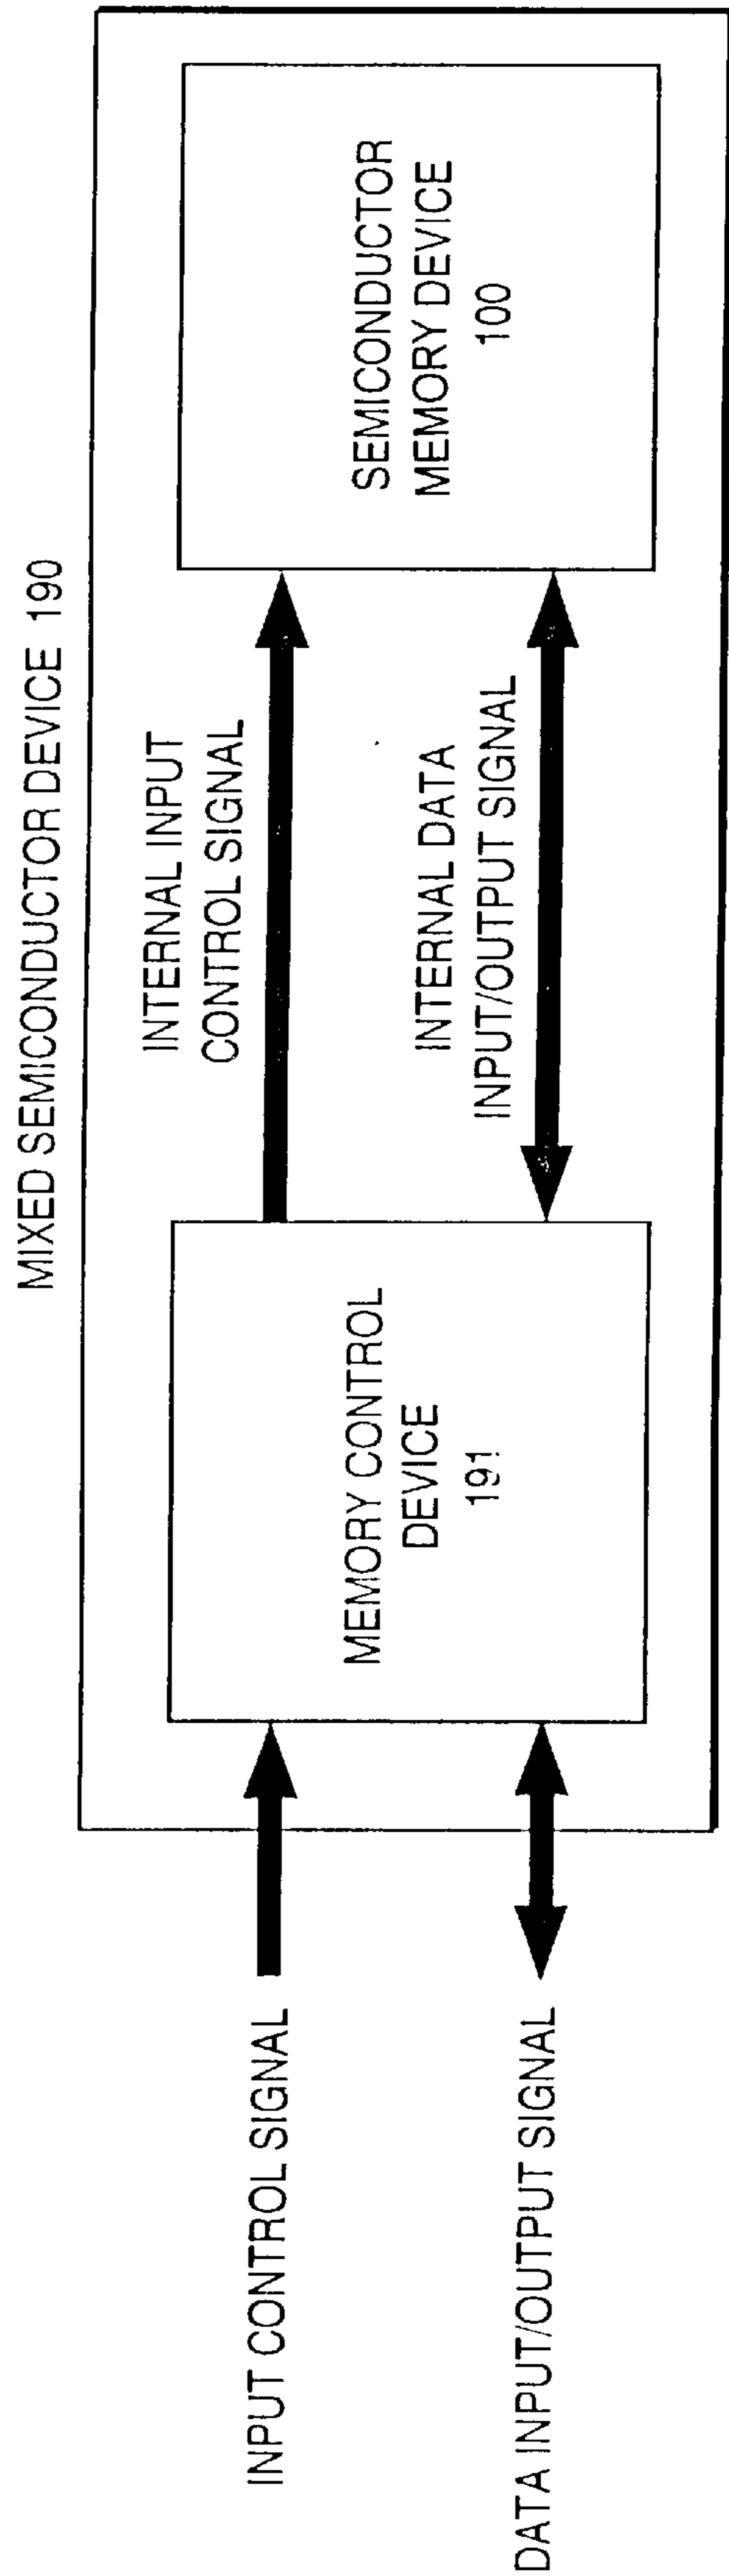 MIXED SEMICONDUCTOR DEVICE 190
INPUT CONTROL SIGNAL
DATA INPUT/OUTPUT SIGNAL
MEMORY CONTROL
DEVICE
191
INTERNAL INPUT
CONTROL SIGNAL
INTERNAL DATA
INPUT/OUTPUT SIGNAL
SEMICONDUCTOR
MEMORY DEVICE
100